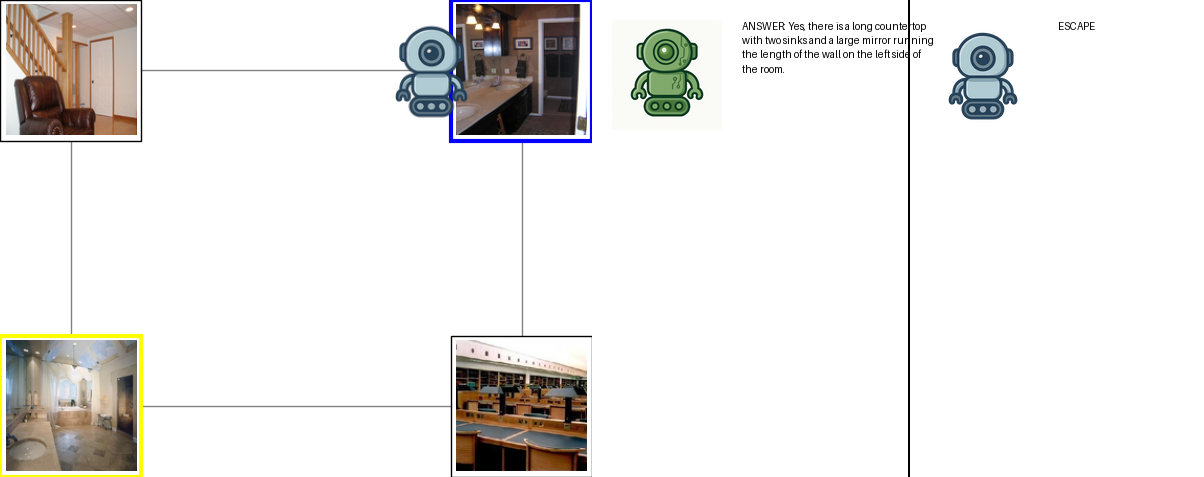 ANSWER: Yes, there is a long countertop
with two sinks and a large mirror running
the length of the wall on the left side of
the room.
ESCAPE